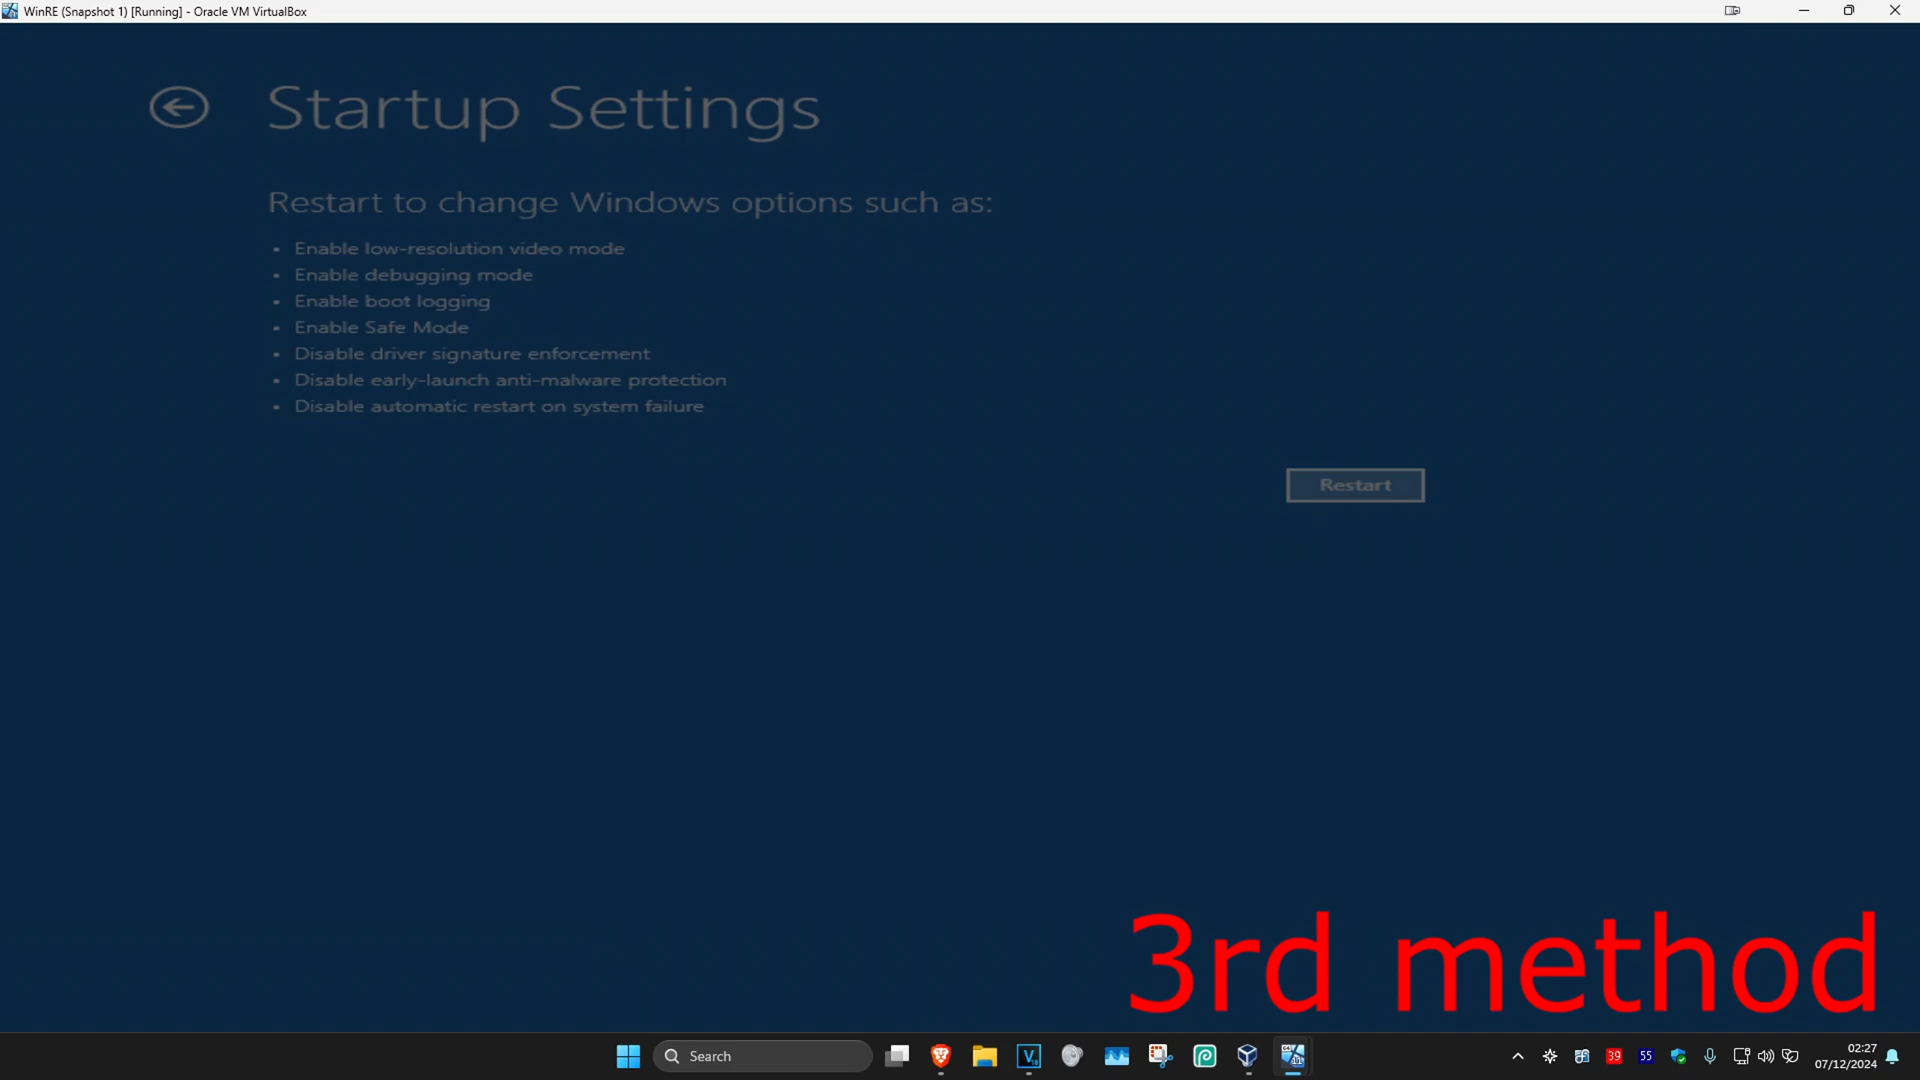 WinRE (Snapshot 1) [Running] - Oracle VM VirtualBox
Startup Settings
Restart to change Windows options such as:
• Enable low-resolution video mode
• Enable debugging mode
• Enable boot logging
• Enable Safe Mode
• Disable driver signature enforcement
• Disable early-launch anti-malware protection
• Disable automatic restart on system failure
Restart
3rd method
Search
39
55
02:27
07/12/2024